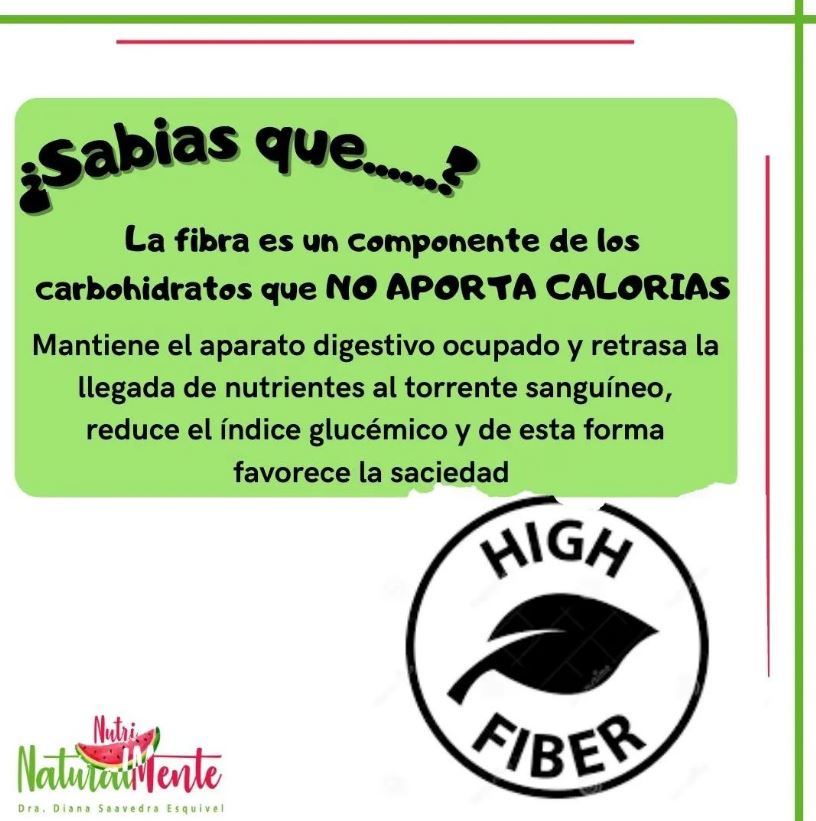 ¿Sabias que......?
La fibra es un componente de los
carbohidratos que NO APORTA CALORIAS
Mantiene el aparato digestivo ocupado y retrasa la
llegada de nutrientes al torrente sanguíneo,
reduce el índice glucémico y de esta forma
favorece la saciedad
HIGH
FIBER
Nutri
NaturalMente
Dra. Diana Saavedra Esquivel